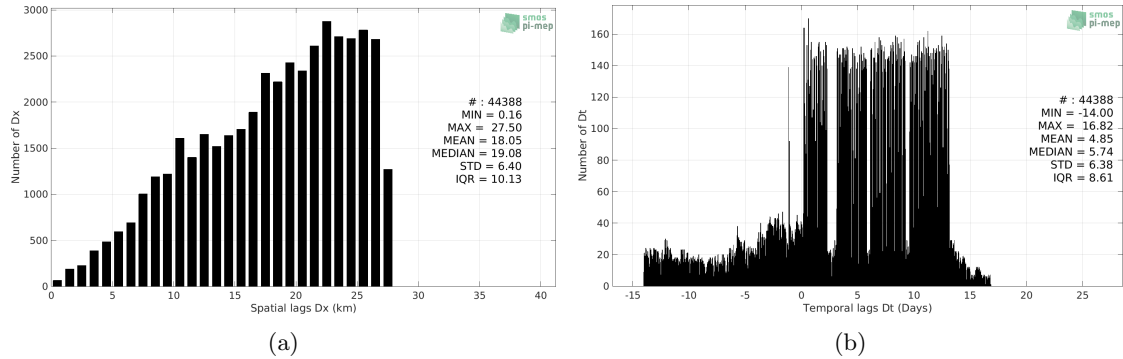 3000
2500
2000
1500
1000
500
0
Number of Dx
0 5 10 15 20 25 30 35 40
Spatial lags Dx (km)
smos
pi-mep
# : 44388
MIN = 0.16
MAX = 27.50
MEAN = 18.05
MEDIAN = 19.08
STD = 6.40
IQR = 10.13
(a)
160
140
120
100
80
60
40
20
0
Number of Dt
-15 -10 -5 0 5 10 15 20 25
Temporal lags Dt (Days)
smos
pi-mep
# : 44388
MIN = -14.00
MAX = 16.82
MEAN = 4.85
MEDIAN = 5.74
STD = 6.38
IQR = 8.61
(b)